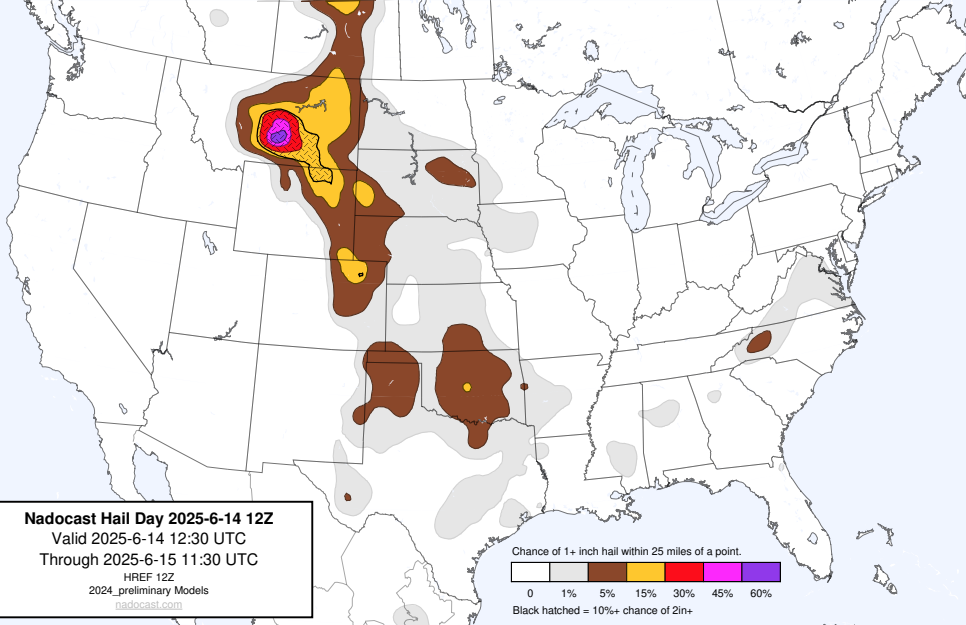 Nadocast Hail Day 2025-6-14 12Z
Valid 2025-6-14 12:30 UTC
Through 2025-6-15 11:30 UTC
HREF 12Z
2024_preliminary Models
nadocast.com
Chance of 1+ inch hail within 25 miles of a point.
0 1% 5% 15% 30% 45% 60%
Black hatched = 10%+ chance of 2in+